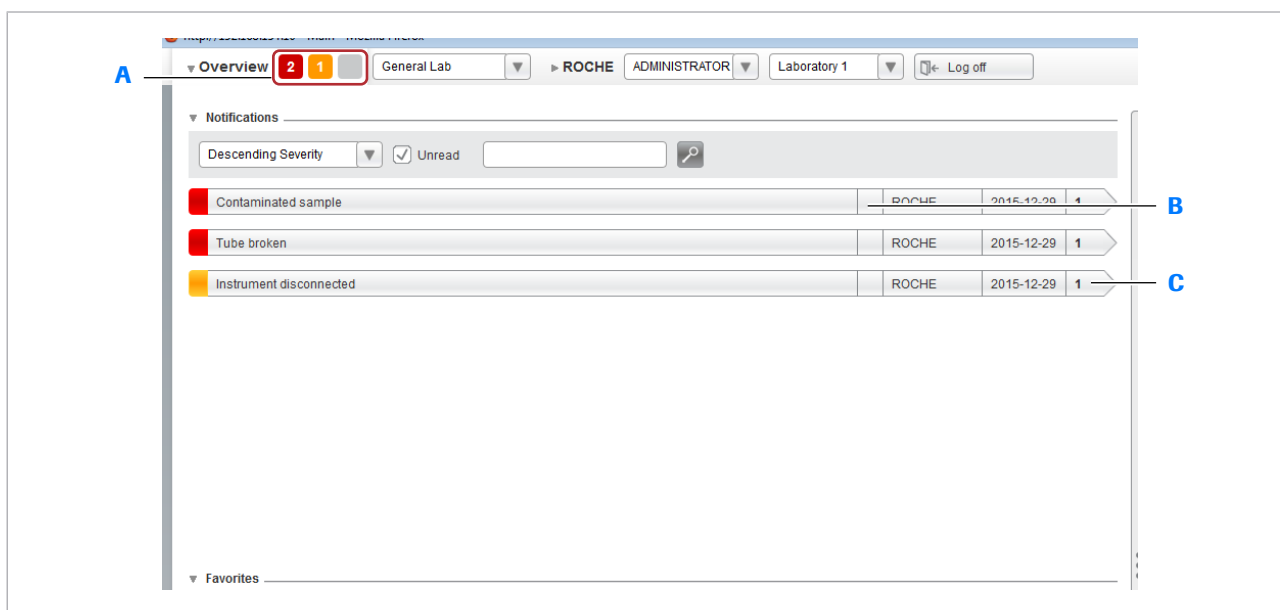 A
Overview 2 1 General Lab ROCHE ADMINISTRATOR Laboratory 1 Log off
Notifications
Descending Severity Unread
Contaminated sample ROCHE 2015-12-29 1
B
Tube broken ROCHE 2015-12-29 1
Instrument disconnected ROCHE 2015-12-29 1
C
Favorites